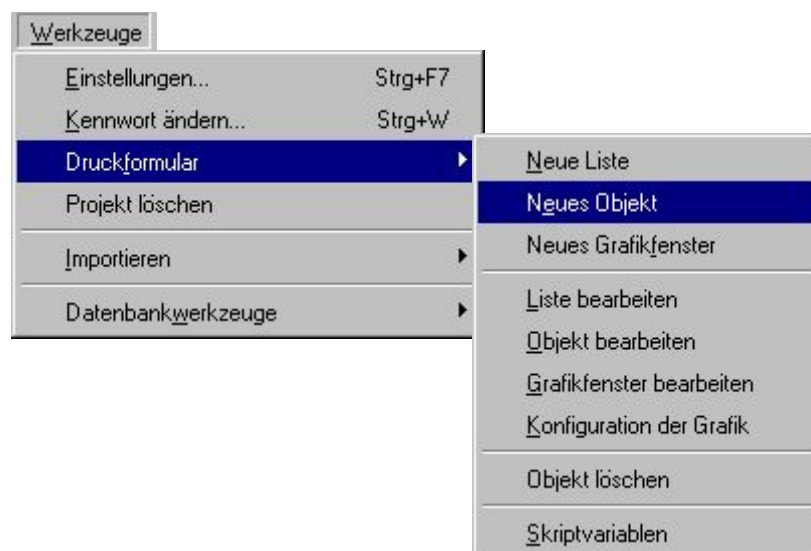 Werkzeuge
Einstellungen... Strg+F7
Kennwort ändern... Strg+W
Druckformular
Projekt löschen
Importieren
Datenbankwerkzeuge
Neue Liste
Neues Objekt
Neues Grafikfenster
Liste bearbeiten
Objekt bearbeiten
Grafikfenster bearbeiten
Konfiguration der Grafik
Objekt löschen
Skriptvariablen